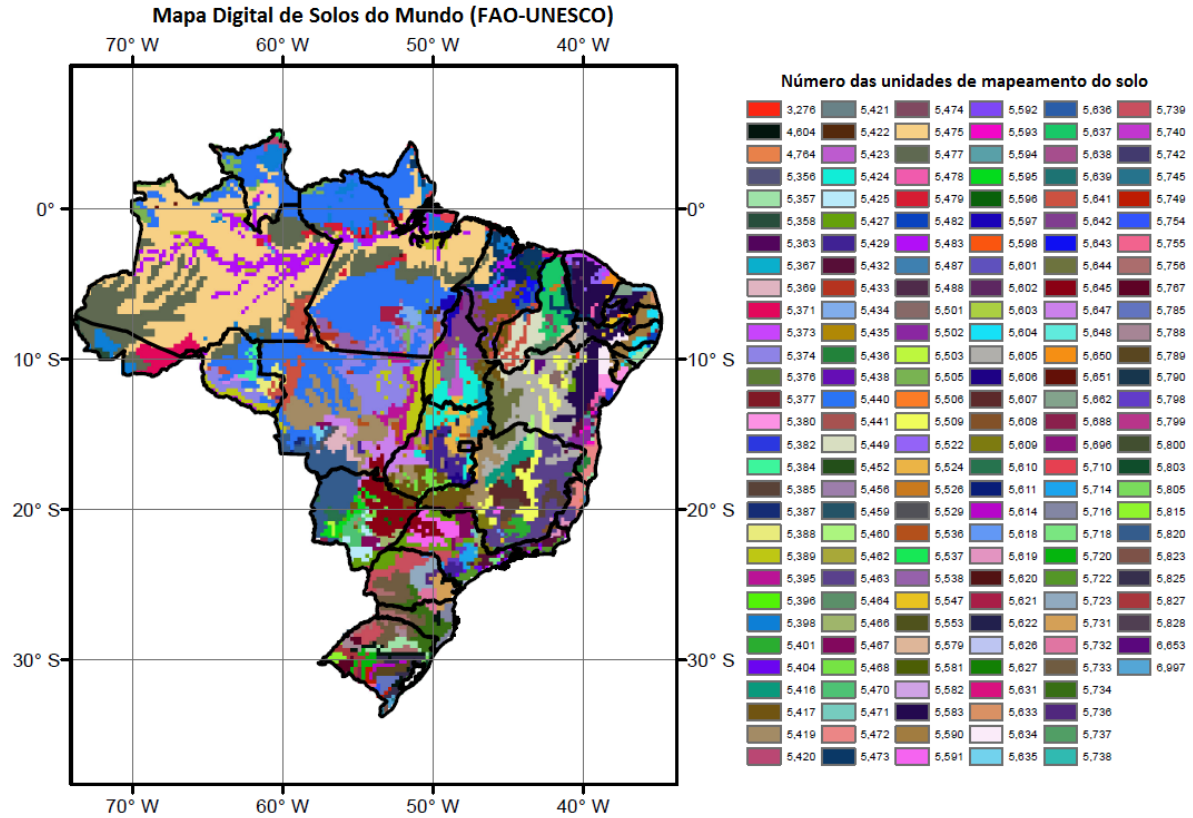 Mapa Digital de Solos do Mundo (FAO-UNESCO)
70° W 60° W 50° W 40° W
Número das unidades de mapeamento do solo
3,276 5,421 5,474 5,592 5,636 5,739
4,604 5,422 5,475 5,593 5,637 5,740
4,764 5,423 5,477 5,594 5,638 5,742
5,356 5,424 5,478 5,595 5,639 5,745
5,357 5,425 5,479 5,596 5,641 5,749
0° 0°
5,358 5,427 5,482 5,597 5,642 5,754
5,363 5,429 5,483 5,598 5,643 5,755
5,367 5,432 5,487 5,601 5,644 5,756
5,369 5,433 5,488 5,602 5,645 5,767
5,371 5,434 5,501 5,603 5,647 5,785
5,373 5,435 5,502 5,604 5,648 5,788
10° S 10° S
5,374 5,436 5,503 5,605 5,650 5,789
5,376 5,438 5,505 5,606 5,651 5,790
5,377 5,440 5,506 5,607 5,662 5,798
5,380 5,441 5,509 5,608 5,688 5,799
5,382 5,449 5,522 5,609 5,696 5,800
5,384 5,452 5,524 5,610 5,710 5,803
5,385 5,456 5,526 5,611 5,714 5,805
20° S 20° S
5,387 5,459 5,529 5,614 5,716 5,815
5,388 5,460 5,536 5,618 5,718 5,820
5,389 5,462 5,537 5,619 5,720 5,823
5,395 5,463 5,538 5,620 5,722 5,825
5,396 5,464 5,547 5,621 5,723 5,827
5,398 5,466 5,553 5,622 5,731 5,828
5,401 5,467 5,579 5,626 5,732 6,653
30° S 30° S
5,404 5,468 5,581 5,627 5,733 6,997
5,416 5,470 5,582 5,631 5,734
5,417 5,471 5,583 5,633 5,736
5,419 5,472 5,590 5,634 5,737
5,420 5,473 5,591 5,635 5,738
70° W 60° W 50° W 40° W